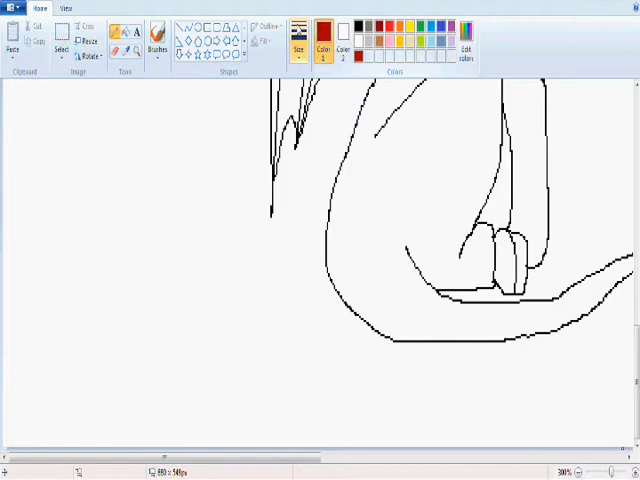 Home View
Paste
Cut
Copy
Clipboard
Select
Crop
Resize
Rotate
Image
A
Tools
Brushes
Outline
Fill
Shapes
Size
Color
1
Color
2
Edit
colors
Colors
300%